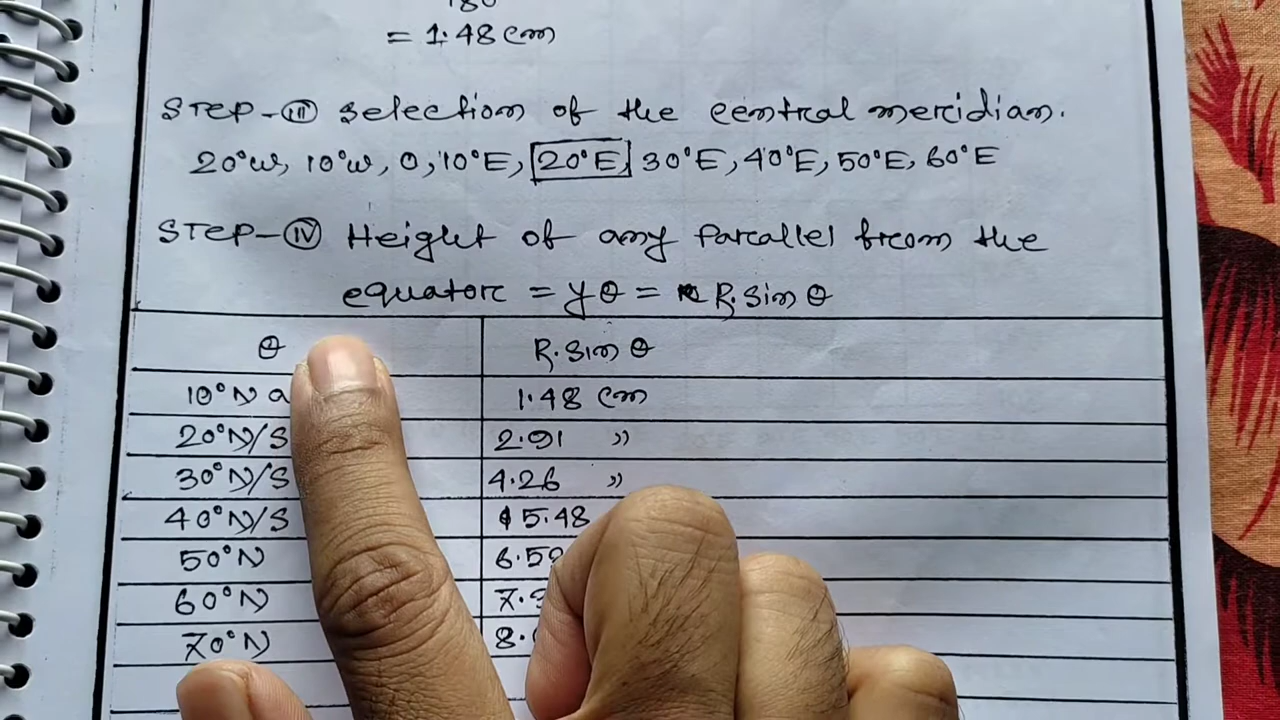 180
= 1.48 cm
STEP-III Selection of the central meridian.
20°W, 10°W, 0, 10°E, 20°E, 30°E, 40°E, 50°E, 60°E
STEP-IV Height of any Parallel from the
equator = yθ = R.sin θ
θ R.sin θ
10°N 1.48 cm
20°N/S 2.91 "
30°N/S 4.26 "
40°N/S 5.48
50°N
60°N
70°N